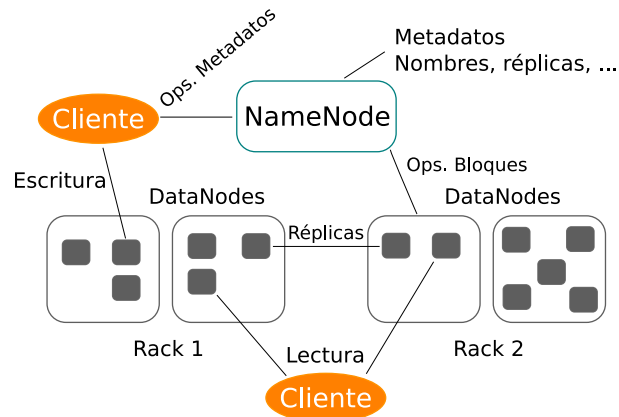 Metadatos
Nombres, réplicas, ...
Ops. Metadatos
Cliente
NameNode
Escritura
Ops. Bloques
DataNodes
DataNodes
Réplicas
Rack 1
Lectura
Rack 2
Cliente